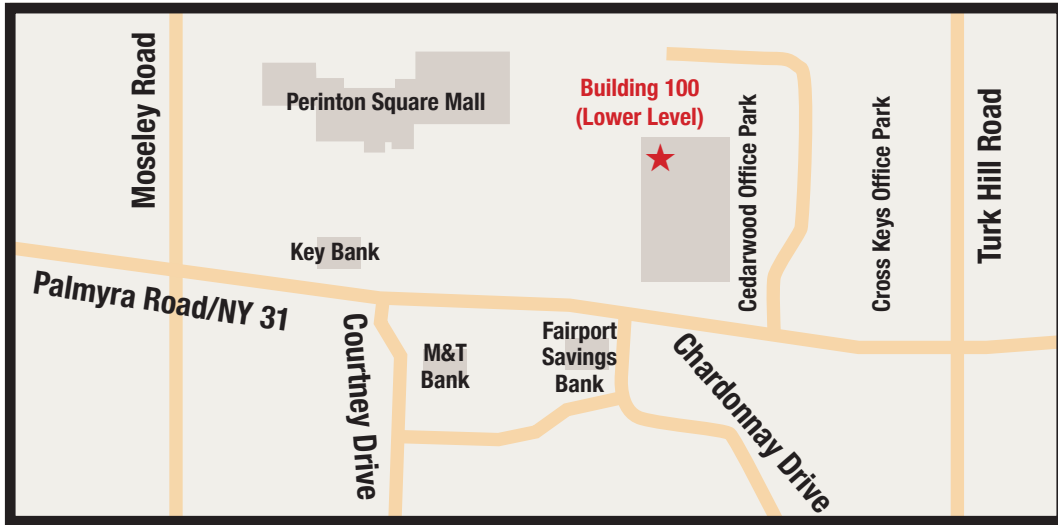 Moseley Road
Perinton Square Mall
Building 100
(Lower Level)
Cedarwood Office Park
Cross Keys Office Park
Turk Hill Road
Key Bank
Palmyra Road/NY 31
Courtney Drive
M&T
Bank
Fairport
Savings
Bank
Chardonnay Drive